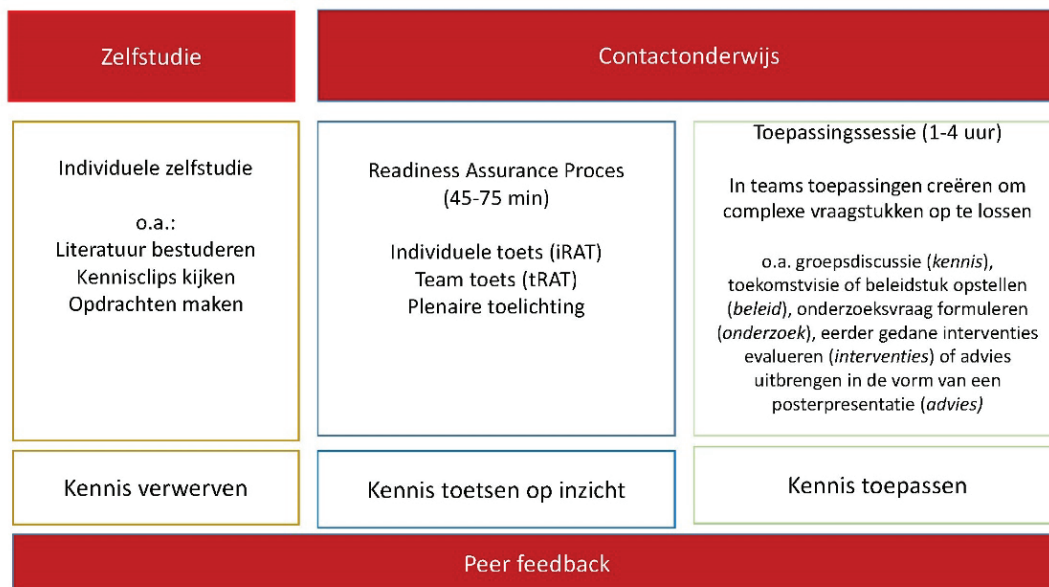 Zelfstudie
Contactonderwijs
Individuele zelfstudie
o.a.:
Literatuur bestuderen
Kennisclips kijken
Opdrachten maken
Readiness Assurance Proces
(45-75 min)
Individuele toets (iRAT)
Team toets (tRAT)
Plenaire toelichting
Toepassingssessie (1-4 uur)
In teams toepassingen creëren om
complexe vraagstukken op te lossen
o.a. groepsdiscussie (kennis),
toekomstvisie of beleidstuk opstellen
(beleid), onderzoeksvraag formuleren
(onderzoek), eerder gedane interventies
evalueren (interventies) of advies
uitbrengen in de vorm van een
posterpresentatie (advies)
Kennis verwerven
Kennis toetsen op inzicht
Kennis toepassen
Peer feedback